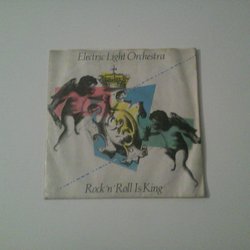 Electric Light Orchestra
Rock'n'Roll Is King